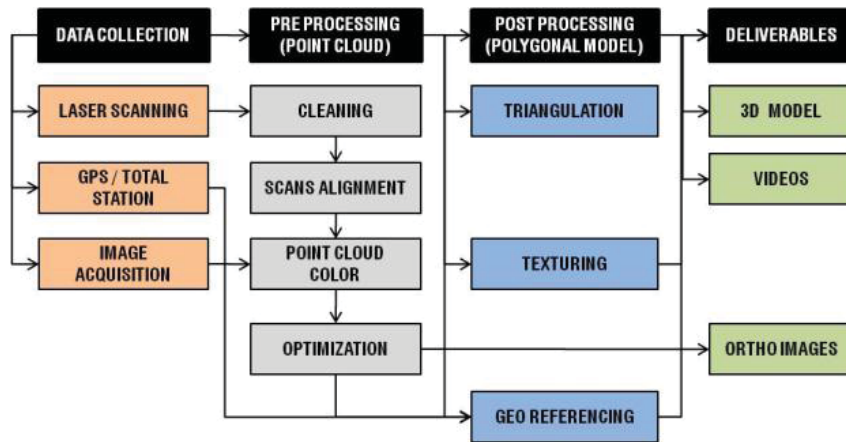 DATA COLLECTION
PRE PROCESSING
(POINT CLOUD)
POST PROCESSING
(POLYGONAL MODEL)
DELIVERABLES
LASER SCANNING
CLEANING
TRIANGULATION
3D MODEL
GPS / TOTAL
STATION
SCANS ALIGNMENT
VIDEOS
IMAGE
ACQUISITION
POINT CLOUD
COLOR
TEXTURING
OPTIMIZATION
ORTHO IMAGES
GEO REFERENCING